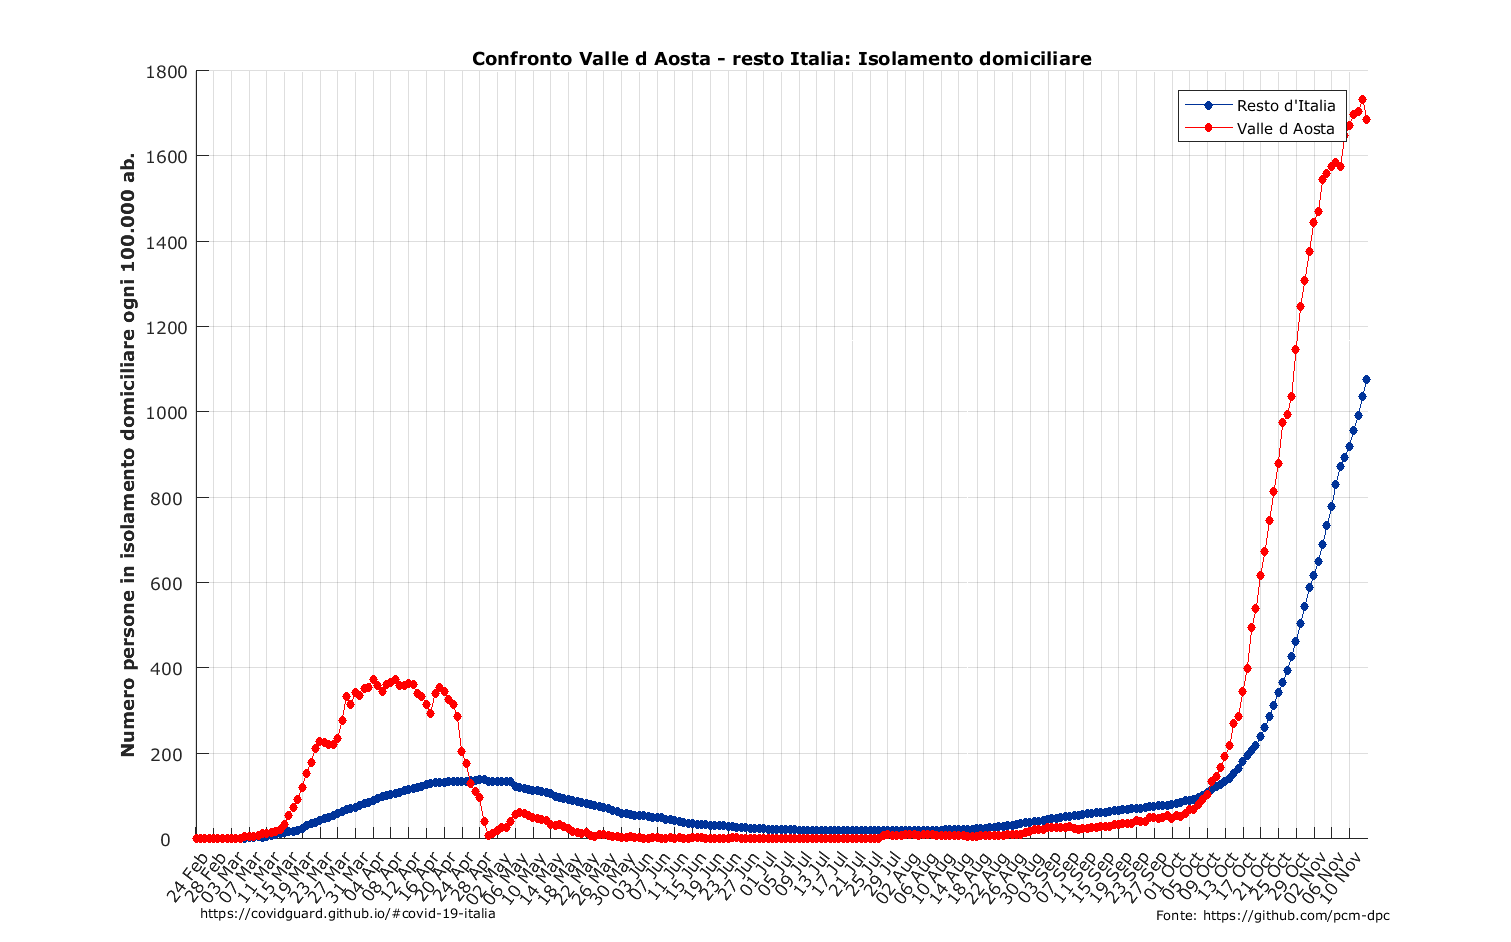 Confronto Valle d Aosta - resto Italia: Isolamento domiciliare
Numero persone in isolamento domiciliare ogni 100.000 ab.
1800
1600
1400
1200
1000
800
600
400
200
0
Resto d'Italia
Valle d Aosta
24 Feb
28 Feb
03 Mar
07 Mar
11 Mar
15 Mar
19 Mar
23 Mar
27 Mar
31 Mar
04 Apr
08 Apr
12 Apr
16 Apr
20 Apr
24 Apr
28 Apr
02 May
06 May
10 May
14 May
18 May
22 May
26 May
30 May
03 Jun
07 Jun
11 Jun
15 Jun
19 Jun
23 Jun
27 Jun
01 Jul
05 Jul
09 Jul
13 Jul
17 Jul
21 Jul
25 Jul
29 Jul
02 Aug
06 Aug
10 Aug
14 Aug
18 Aug
22 Aug
26 Aug
30 Aug
03 Sep
07 Sep
11 Sep
15 Sep
19 Sep
23 Sep
27 Sep
01 Oct
05 Oct
09 Oct
13 Oct
17 Oct
21 Oct
25 Oct
29 Oct
02 Nov
06 Nov
10 Nov
https://covidguard.github.io/#covid-19-italia
Fonte: https://github.com/pcm-dpc